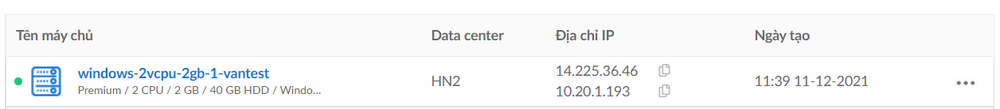 Tên máy chủ Data center Địa chỉ IP Ngày tạo
windows-2vcpu-2gb-1-vantest
Premium / 2 CPU / 2 GB / 40 GB HDD / Windo...
HN2
14.225.36.46
10.20.1.193
11:39 11-12-2021